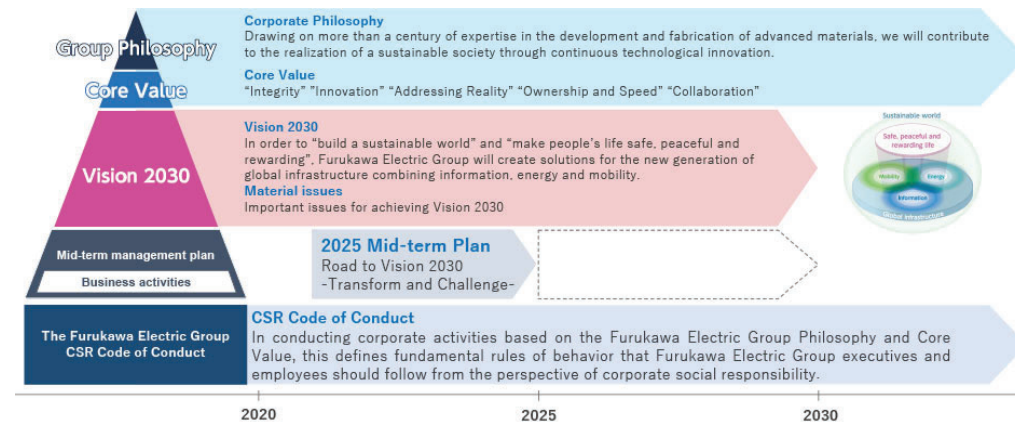 Group Philosophy
Corporate Philosophy
Drawing on more than a century of expertise in the development and fabrication of advanced materials, we will contribute
to the realization of a sustainable society through continuous technological innovation.
Core Value
Core Value
“Integrity” ”Innovation” “Addressing Reality” “Ownership and Speed” “Collaboration”
Vision 2030
Vision 2030
In order to “build a sustainable world” and “make people's life safe, peaceful and
rewarding”, Furukawa Electric Group will create solutions for the new generation of
global infrastructure combining information, energy and mobility.
Material issues
Important issues for achieving Vision 2030
Sustainable world
Safe, peaceful and
rewarding life
Mobility
Energy
Information
Global infrastructure
Mid-term management plan
Business activities
2025 Mid-term Plan
Road to Vision 2030
-Transform and Challenge-
The Furukawa Electric Group
CSR Code of Conduct
CSR Code of Conduct
In conducting corporate activities based on the Furukawa Electric Group Philosophy and Core
Value, this defines fundamental rules of behavior that Furukawa Electric Group executives and
employees should follow from the perspective of corporate social responsibility.
2020
2025
2030